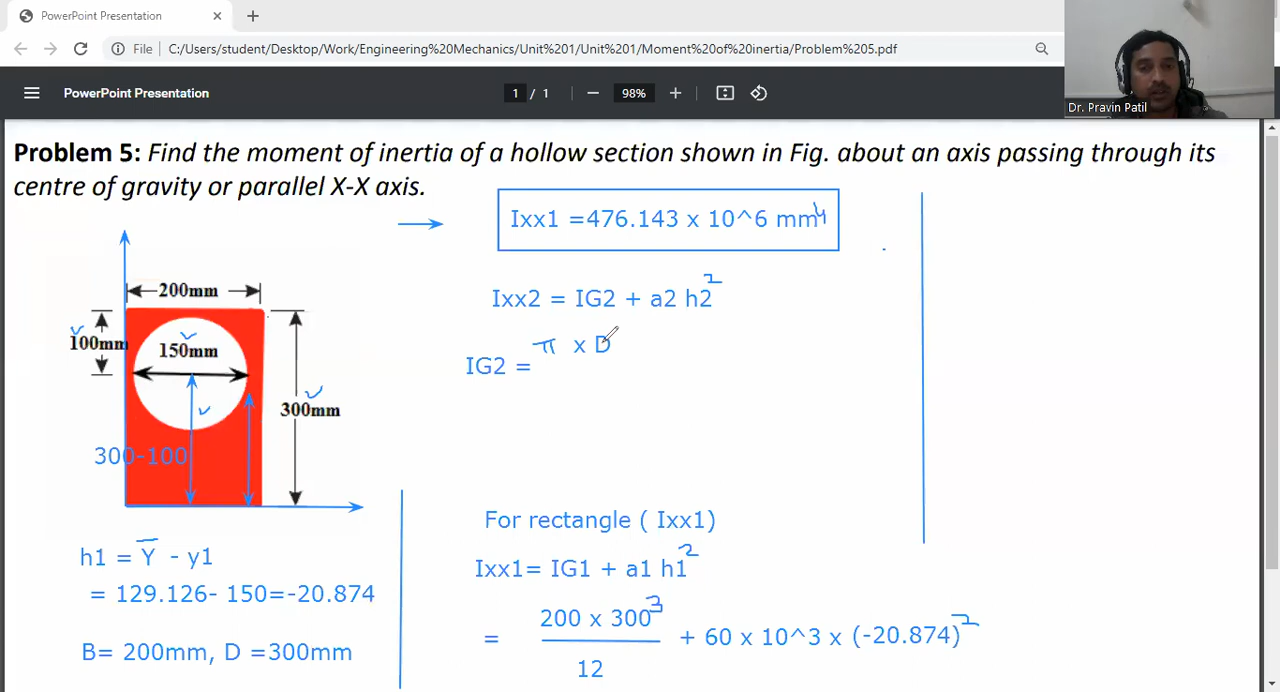 PowerPoint Presentation
File C:/Users/student/Desktop/Work/Engineering%20Mechanics/Unit%201/Unit%201/Moment%20of%20inertia/Problem%205.pdf
PowerPoint Presentation 1 / 1 98%
Dr. Pravin Patil
Problem 5: Find the moment of inertia of a hollow section shown in Fig. about an axis passing through its
centre of gravity or parallel X-X axis.
Ixx1 =476.143 x 10^6 mm4
200mm
100mm
150mm
300mm
300-100
Ixx2 = IG2 + a2 h2²
IG2 = π x D
h1 = Y̅ - y1
= 129.126- 150=-20.874
B= 200mm, D =300mm
For rectangle ( Ixx1)
Ixx1= IG1 + a1 h1²
= 200 x 300³ / 12 + 60 x 10^3 x (-20.874)²